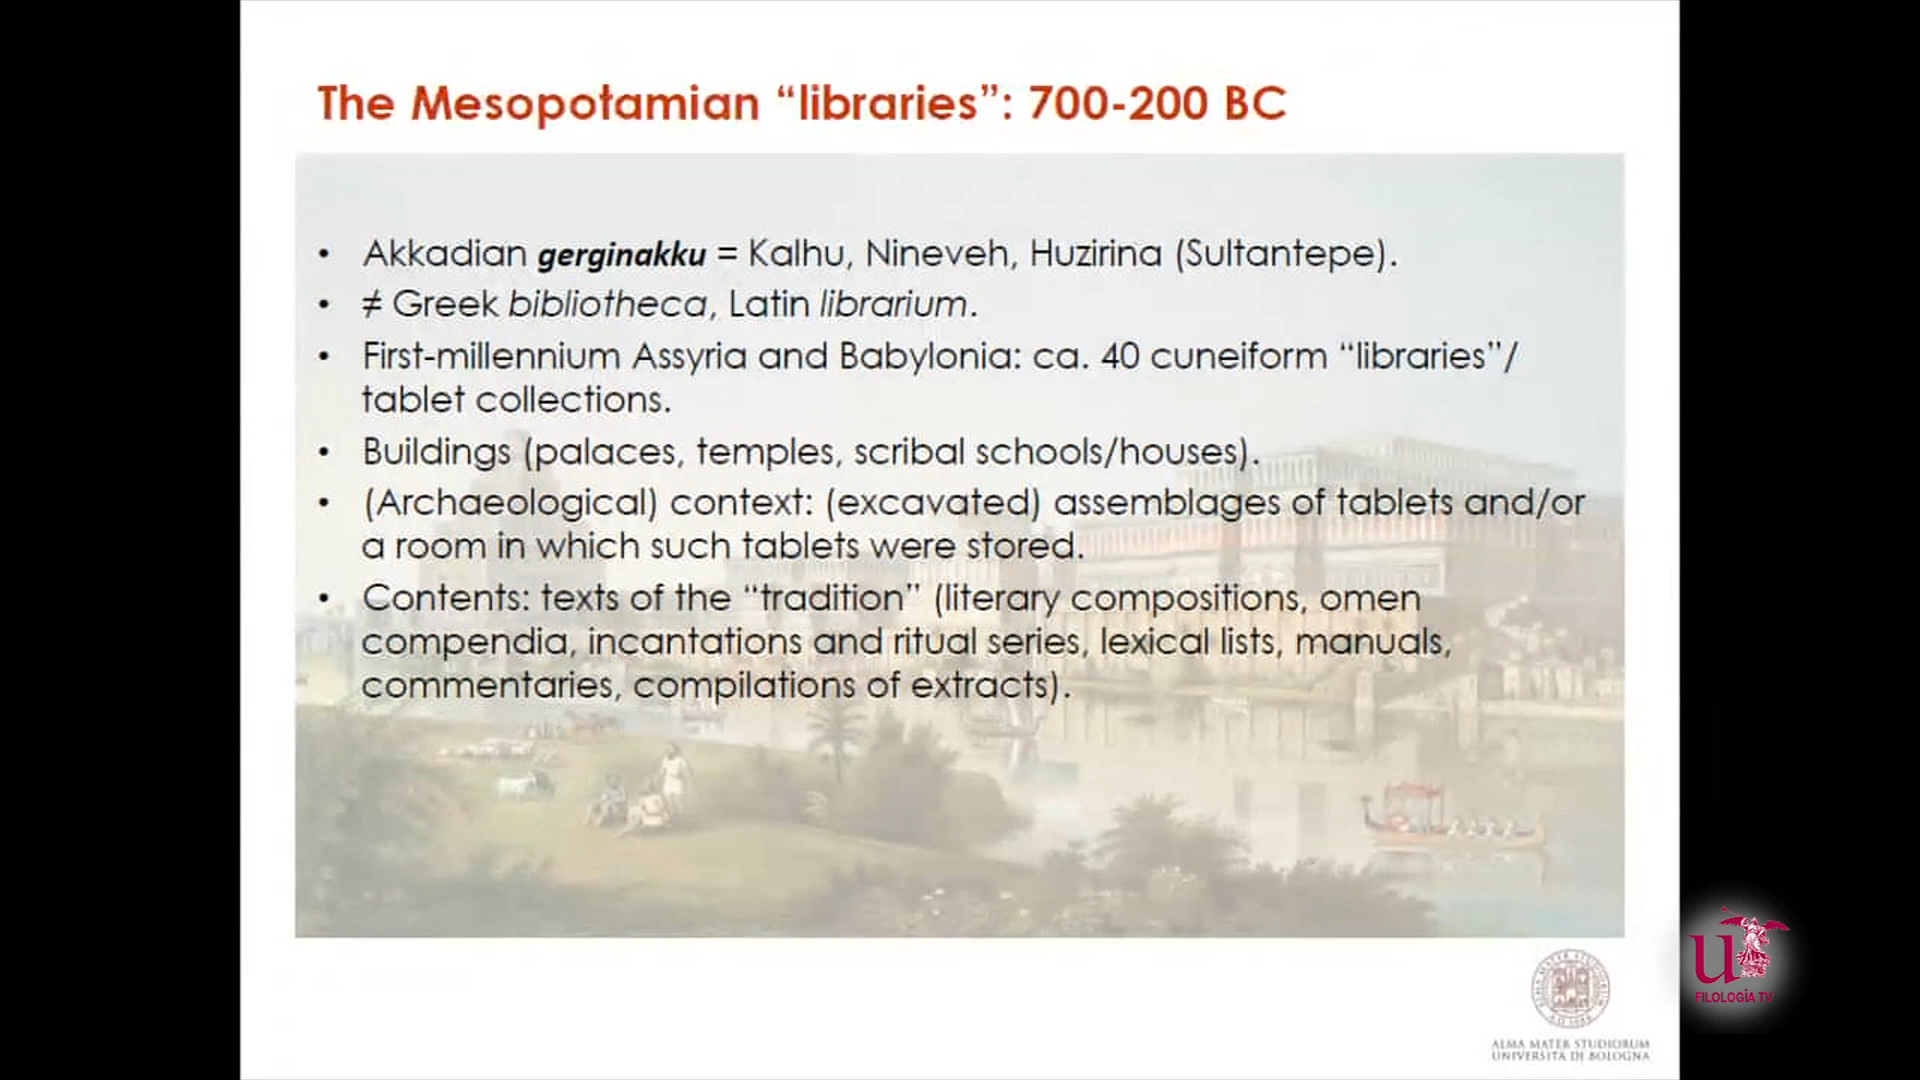 The Mesopotamian “libraries”: 700-200 BC
• Akkadian gerginakku = Kalhu, Nineveh, Huzirina (Sultantepe).
• ≠ Greek bibliotheca, Latin librarium.
• First-millennium Assyria and Babylonia: ca. 40 cuneiform “libraries”/
tablet collections.
• Buildings (palaces, temples, scribal schools/houses).
• (Archaeological) context: (excavated) assemblages of tablets and/or
a room in which such tablets were stored.
• Contents: texts of the “tradition” (literary compositions, omen
compendia, incantations and ritual series, lexical lists, manuals,
commentaries, compilations of extracts).
ALMA MATER STUDIORUM
UNIVERSITÀ DI BOLOGNA
u
FILOLOGÍA TV